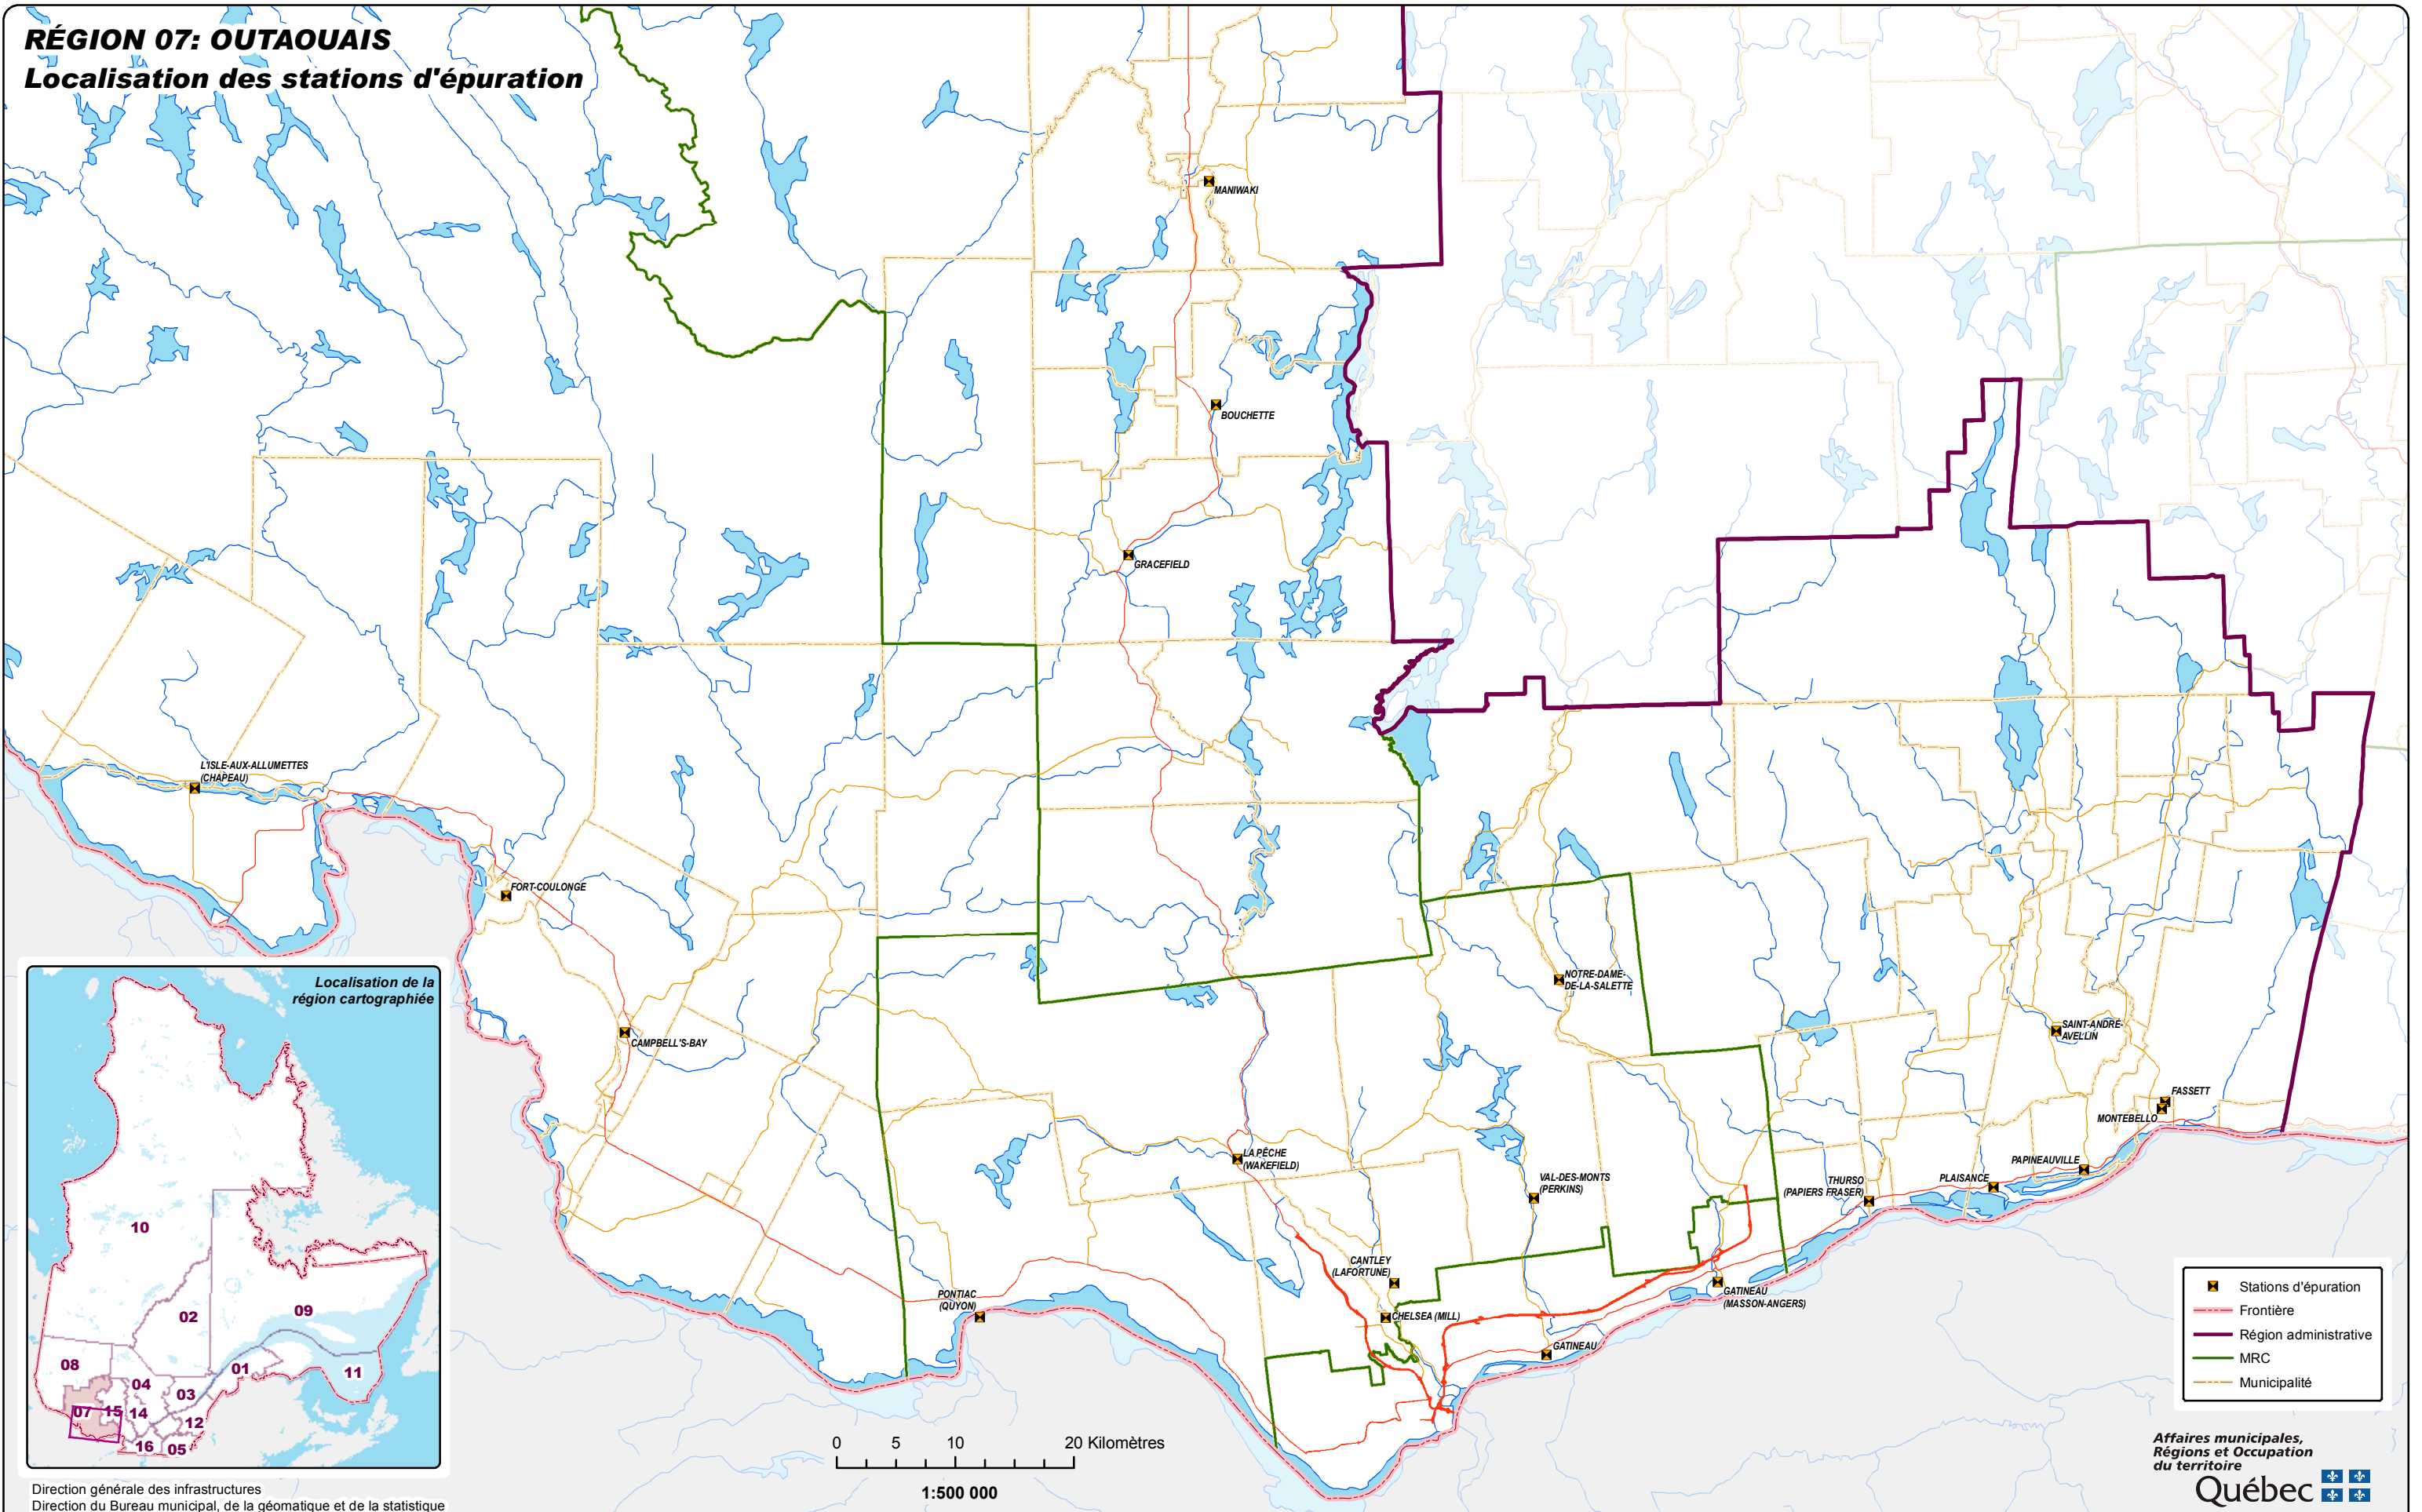 RÉGION 07: OUTAOUAIS
Localisation des stations d'épuration
MANIWAKI
BOUCHETTE
GRACEFIELD
L'ISLE-AUX-ALLUMETTES
(CHAPEAU)
FORT-COULONGE
CAMPBELL'S-BAY
NOTRE-DAME-
DE-LA-SALETTE
SAINT-ANDRÉ-
AVELLIN
FASSETT
MONTEBELLO
PAPINEAUVILLE
PLAISANCE
THURSO
(PAPIERS FRASER)
LA PÊCHE
(WAKEFIELD)
VAL-DES-MONTS
(PERKINS)
CANTLEY
(LAFORTUNE)
CHELSEA (MILL)
GATINEAU
(MASSON-ANGERS)
GATINEAU
PONTIAC
(QUYON)
Localisation de la
région cartographiée
10
02
09
08
01
11
04
03
07
15
14
12
16
05
0 5 10 20 Kilomètres
1:500 000
Stations d'épuration
Frontière
Région administrative
MRC
Municipalité
Affaires municipales,
Régions et Occupation
du territoire
Québec
Direction générale des infrastructures
Direction du Bureau municipal, de la géomatique et de la statistique